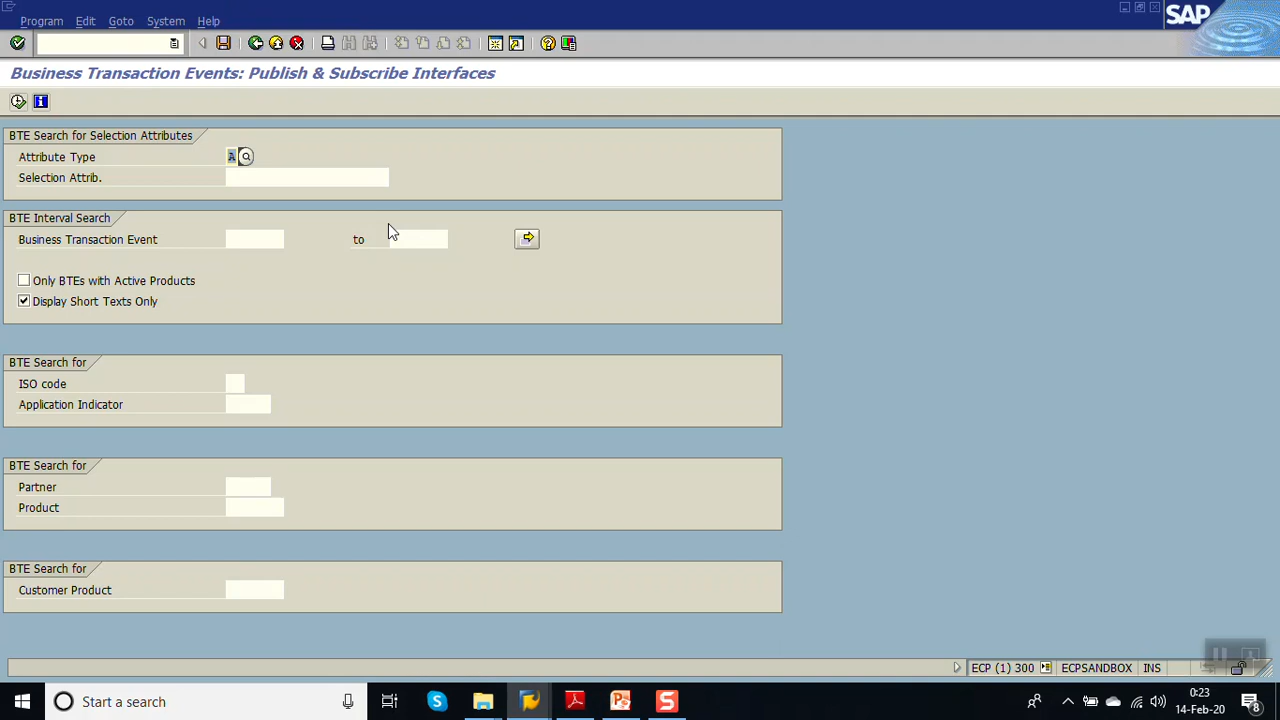 Program Edit Goto System Help
SAP
Business Transaction Events: Publish & Subscribe Interfaces
BTE Search for Selection Attributes
Attribute Type A
Selection Attrib.
BTE Interval Search
Business Transaction Event to
Only BTEs with Active Products
Display Short Texts Only
BTE Search for
ISO code
Application Indicator
BTE Search for
Partner
Product
BTE Search for
Customer Product
ECP (1) 300 ECPSANDBOX INS
Start a search
0:23
14-Feb-20
8